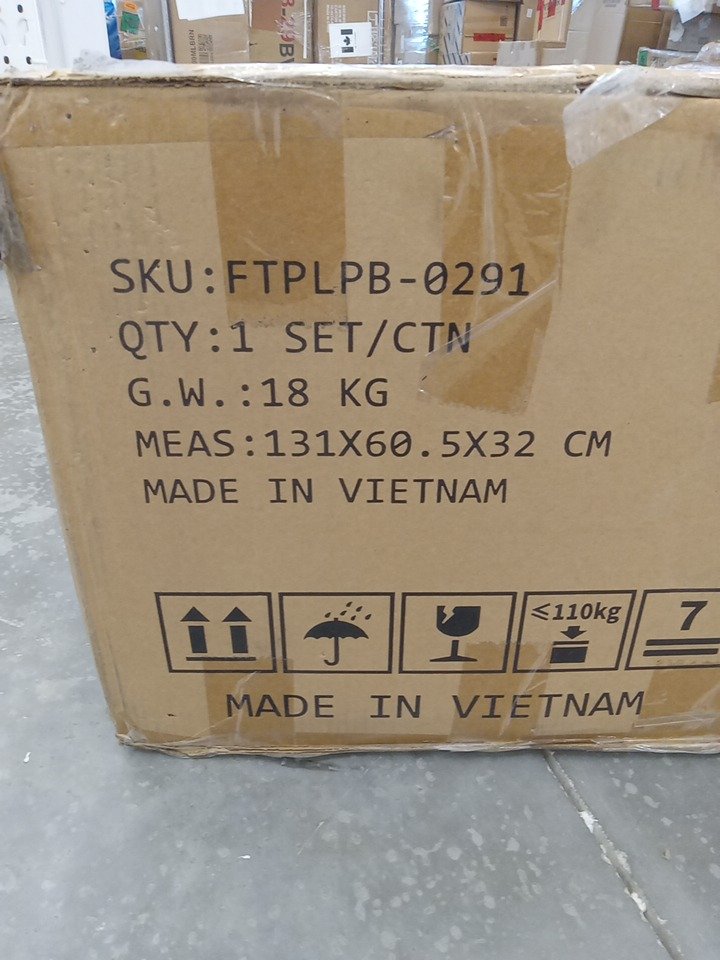 SKU:FTPLPB-0291
QTY:1 SET/CTN
G.W.:18 KG
MEAS:131X60.5X32 CM
MADE IN VIETNAM
≤110kg
7
MADE IN VIETNAM